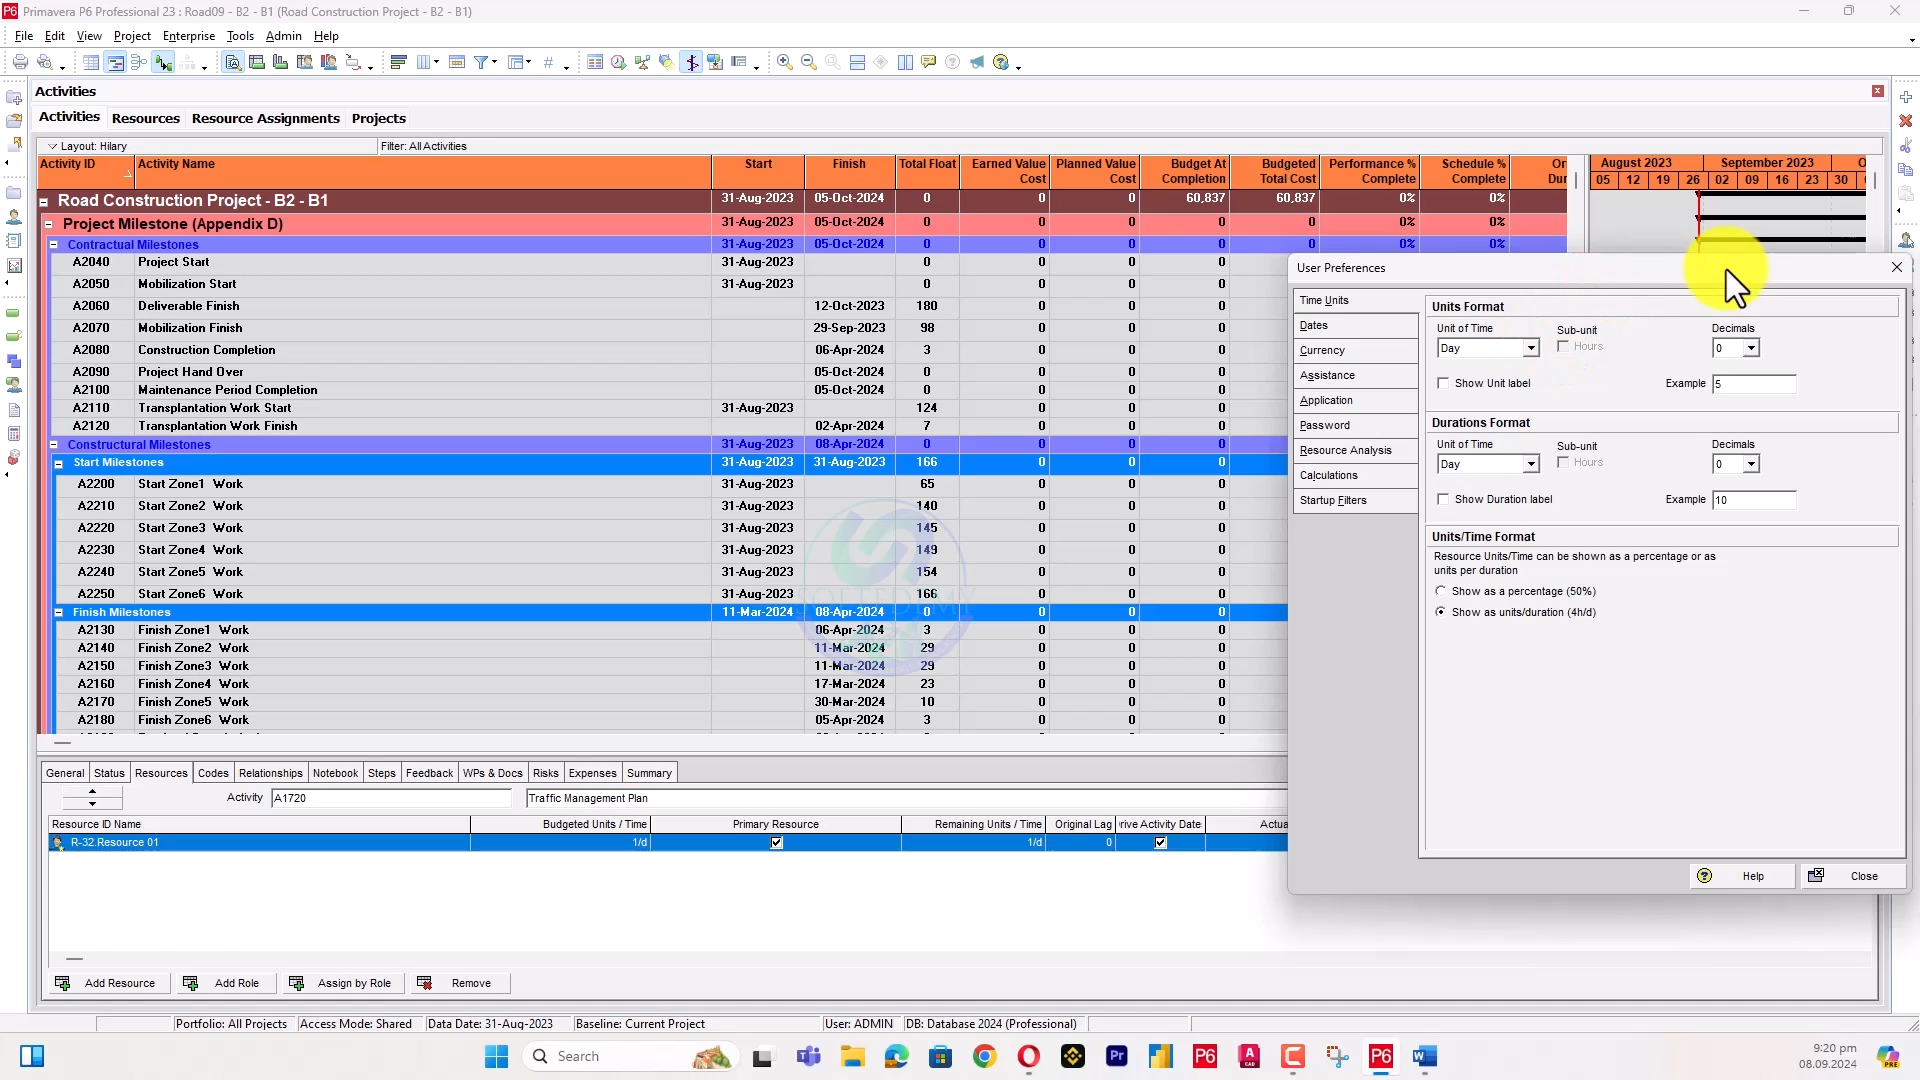 Primavera P6 Professional 23 : Road09 - B2 - B1 (Road Construction Project - B2 - B1)
File Edit View Project Enterprise Tools Admin Help
Activities
Activities Resources Resource Assignments Projects
Layout: Hilary Filter: All Activities
Activity ID Activity Name Start Finish Total Float Earned Value Cost Planned Value Cost Budget At Completion Budgeted Total Cost Performance % Complete Schedule % Complete Or Dur
August 2023 September 2023 O
05 12 19 26 02 09 16 23 30
Road Construction Project - B2 - B1 31-Aug-2023 05-Oct-2024 0 0 0 60,837 60,837 0% 0%
Project Milestone (Appendix D) 31-Aug-2023 05-Oct-2024 0 0 0 0 0 0% 0%
Contractual Milestones 31-Aug-2023 05-Oct-2024 0 0 0 0 0 0% 0%
A2040 Project Start 31-Aug-2023 0 0 0 0
A2050 Mobilization Start 31-Aug-2023 0 0 0 0
A2060 Deliverable Finish 12-Oct-2023 180 0 0 0
A2070 Mobilization Finish 29-Sep-2023 98 0 0 0
A2080 Construction Completion 06-Apr-2024 3 0 0 0
A2090 Project Hand Over 05-Oct-2024 0 0 0 0
A2100 Maintenance Period Completion 05-Oct-2024 0 0 0 0
A2110 Transplantation Work Start 31-Aug-2023 124 0 0 0
A2120 Transplantation Work Finish 02-Apr-2024 7 0 0 0
Constructural Milestones 31-Aug-2023 08-Apr-2024 0 0 0 0
Start Milestones 31-Aug-2023 31-Aug-2023 166 0 0 0
A2200 Start Zone1 Work 31-Aug-2023 65 0 0 0
A2210 Start Zone2 Work 31-Aug-2023 140 0 0 0
A2220 Start Zone3 Work 31-Aug-2023 145 0 0 0
A2230 Start Zone4 Work 31-Aug-2023 149 0 0 0
A2240 Start Zone5 Work 31-Aug-2023 154 0 0 0
A2250 Start Zone6 Work 31-Aug-2023 166 0 0 0
SOFTEDEMY
Finish Milestones 11-Mar-2024 08-Apr-2024 0 0 0 0
A2130 Finish Zone1 Work 06-Apr-2024 3 0 0 0
A2140 Finish Zone2 Work 11-Mar-2024 29 0 0 0
A2150 Finish Zone3 Work 11-Mar-2024 29 0 0 0
A2160 Finish Zone4 Work 17-Mar-2024 23 0 0 0
A2170 Finish Zone5 Work 30-Mar-2024 10 0 0 0
A2180 Finish Zone6 Work 05-Apr-2024 3 0 0 0
User Preferences
Time Units
Dates
Currency
Assistance
Application
Password
Resource Analysis
Calculations
Startup Filters
Units Format
Unit of Time Sub-unit Decimals
Day Hours 0
Show Unit label Example 5
Durations Format
Unit of Time Sub-unit Decimals
Day Hours 0
Show Duration label Example 10
Units/Time Format
Resource Units/Time can be shown as a percentage or as
units per duration
Show as a percentage (50%)
Show as units/duration (4h/d)
Help Close
General Status Resources Codes Relationships Notebook Steps Feedback WPs & Docs Risks Expenses Summary
Activity A1720 Traffic Management Plan
Resource ID Name Budgeted Units / Time Primary Resource Remaining Units / Time Original Lag rive Activity Date Actua
R-32.Resource 01 1/d 1/d 0
Add Resource Add Role Assign by Role Remove
Portfolio: All Projects Access Mode: Shared Data Date: 31-Aug-2023 Baseline: Current Project User: ADMIN DB: Database 2024 (Professional)
Search
Pr P6 P6
9:20 pm
08.09.2024